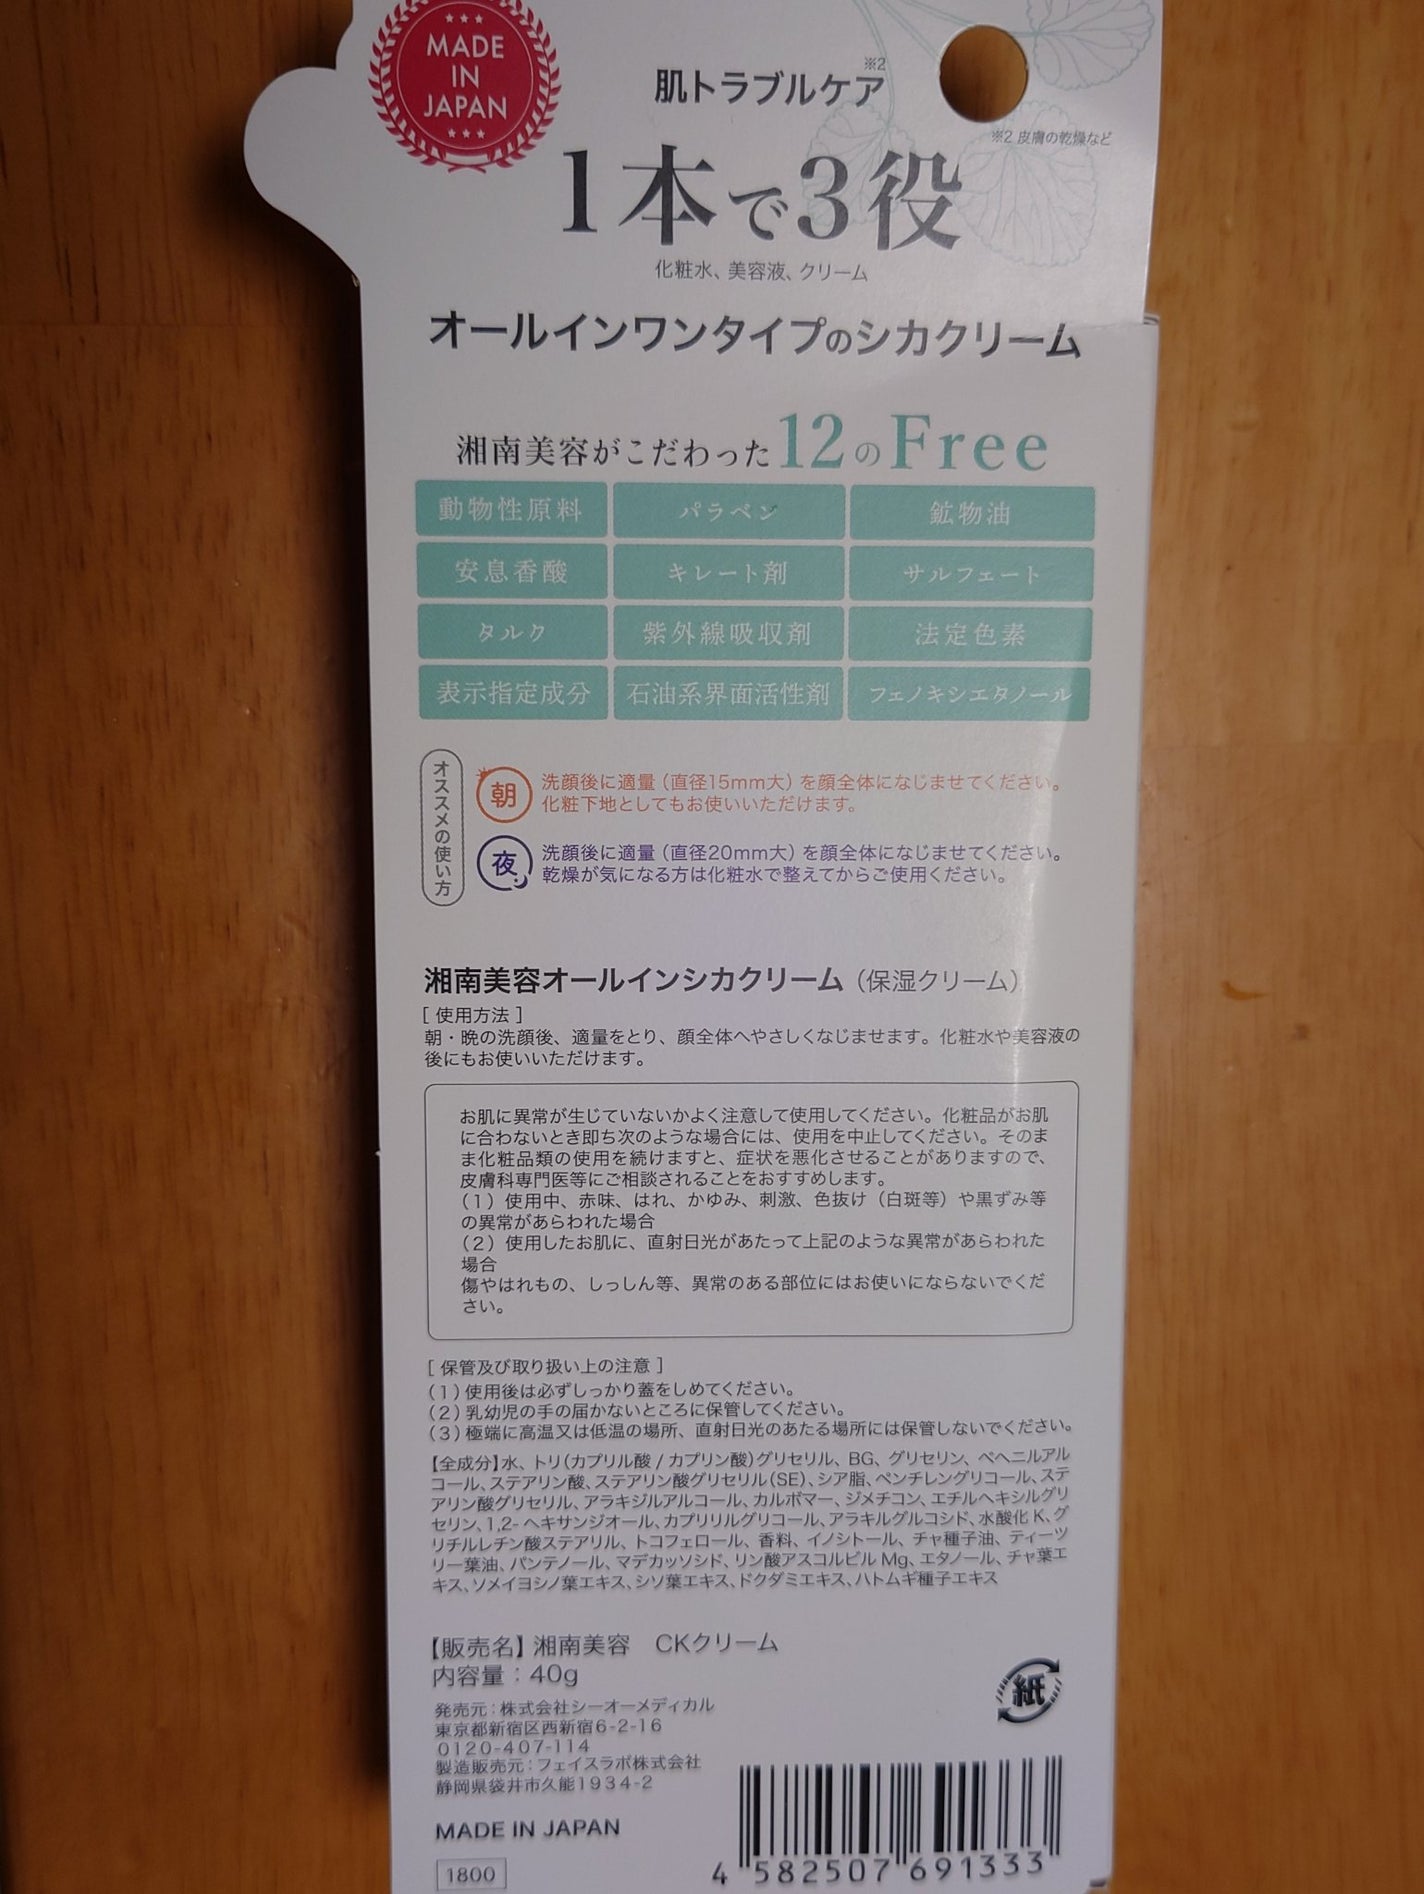 MADE
IN
JAPAN
肌トラブルケア※2
※2 皮膚の乾燥など
1本で3役
化粧水、美容液、クリーム
オールインワンタイプのシカクリーム
湘南美容がこだわった12のFree
動物性原料 パラベン 鉱物油
安息香酸 キレート剤 サルフェート
タルク 紫外線吸収剤 法定色素
表示指定成分 石油系界面活性剤 フェノキシエタノール
オススメの使い方
朝 洗顔後に適量（直径15mm大）を顔全体になじませてください。
化粧下地としてもお使いいただけます。
夜 洗顔後に適量（直径20mm大）を顔全体になじませてください。
乾燥が気になる方は化粧水で整えてからご使用ください。
湘南美容オールインシカクリーム（保湿クリーム）
[ 使用方法 ]
朝・晩の洗顔後、適量をとり、顔全体へやさしくなじませます。化粧水や美容液の
後にもお使いいただけます。
お肌に異常が生じていないかよく注意して使用してください。化粧品がお肌
に合わないとき即ち次のような場合には、使用を中止してください。そのま
ま化粧品類の使用を続けますと、症状を悪化させることがありますので、
皮膚科専門医等にご相談されることをおすすめします。
（1）使用中、赤味、はれ、かゆみ、刺激、色抜け（白斑等）や黒ずみ等
の異常があらわれた場合
（2）使用したお肌に、直射日光があたって上記のような異常があらわれた
場合
傷やはれもの、しっしん等、異常のある部位にはお使いにならないでくだ
さい。
[ 保管及び取り扱い上の注意 ]
（1）使用後は必ずしっかり蓋をしめてください。
（2）乳幼児の手の届かないところに保管してください。
（3）極端に高温又は低温の場所、直射日光のあたる場所には保管しないでください。
【全成分】水、トリ（カプリル酸 / カプリン酸）グリセリル、BG、グリセリン、ベヘニルアル
コール、ステアリン酸、ステアリン酸グリセリル（SE）、シア脂、ペンチレングリコール、ステ
アリン酸グリセリル、アラキジルアルコール、カルボマー、ジメチコン、エチルヘキシルグリ
セリン、1,2- ヘキサンジオール、カプリリルグリコール、アラキルグルコシド、水酸化 K、グ
リチルレチン酸ステアリル、トコフェロール、香料、イノシトール、チャ種子油、ティーツ
リー葉油、パンテノール、マデカッソシド、リン酸アスコルビル Mg、エタノール、チャ葉エ
キス、ソメイヨシノ葉エキス、シソ葉エキス、ドクダミエキス、ハトムギ種子エキス
【販売名】湘南美容 CKクリーム
内容量：40g
紙
発売元：株式会社シーオーメディカル
東京都新宿区西新宿6-2-16
0120-407-114
製造販売元：フェイスラボ株式会社
静岡県袋井市久能1934-2
MADE IN JAPAN
1800
4 582507 691333